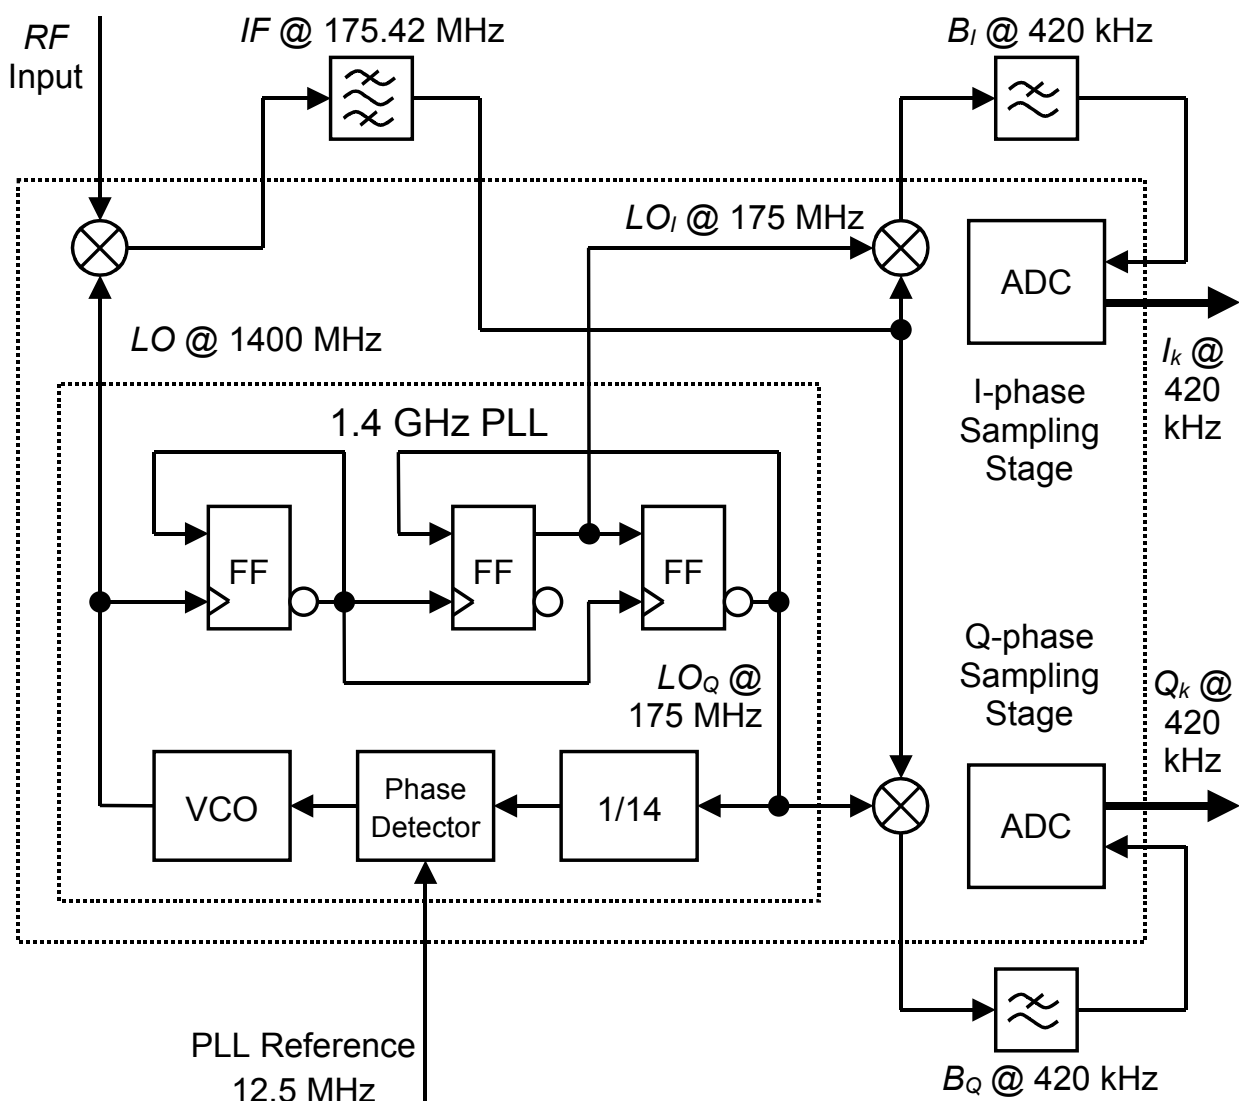 RF
Input
IF @ 175.42 MHz
B_I @ 420 kHz
LO_I @ 175 MHz
ADC
LO @ 1400 MHz
I_k @
420
kHz
I-phase
Sampling
Stage
1.4 GHz PLL
FF
FF
FF
LO_Q @
175 MHz
Q-phase
Sampling
Stage
Q_k @
420
kHz
VCO
Phase
Detector
1/14
ADC
PLL Reference
12.5 MHz
B_Q @ 420 kHz